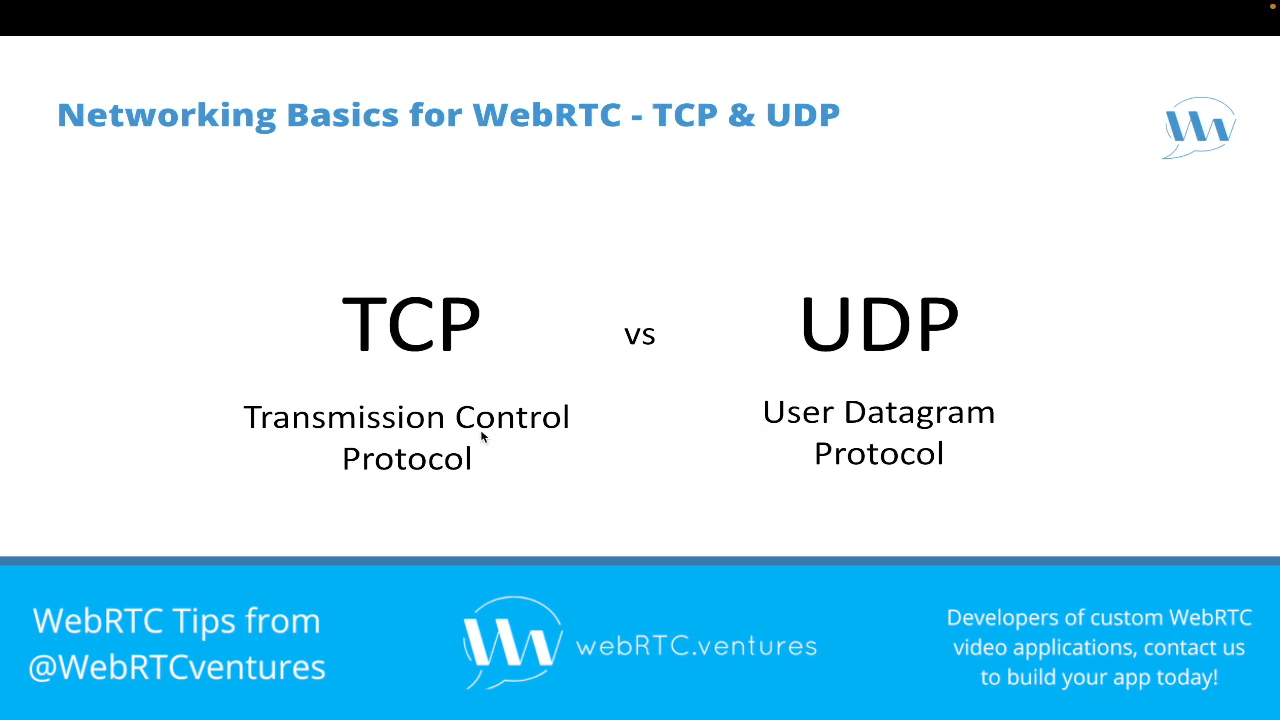 Networking Basics for WebRTC - TCP & UDP
TCP
vs
UDP
Transmission Control
Protocol
User Datagram
Protocol
WebRTC Tips from
@WebRTCventures
webRTC.ventures
Developers of custom WebRTC
video applications, contact us
to build your app today!